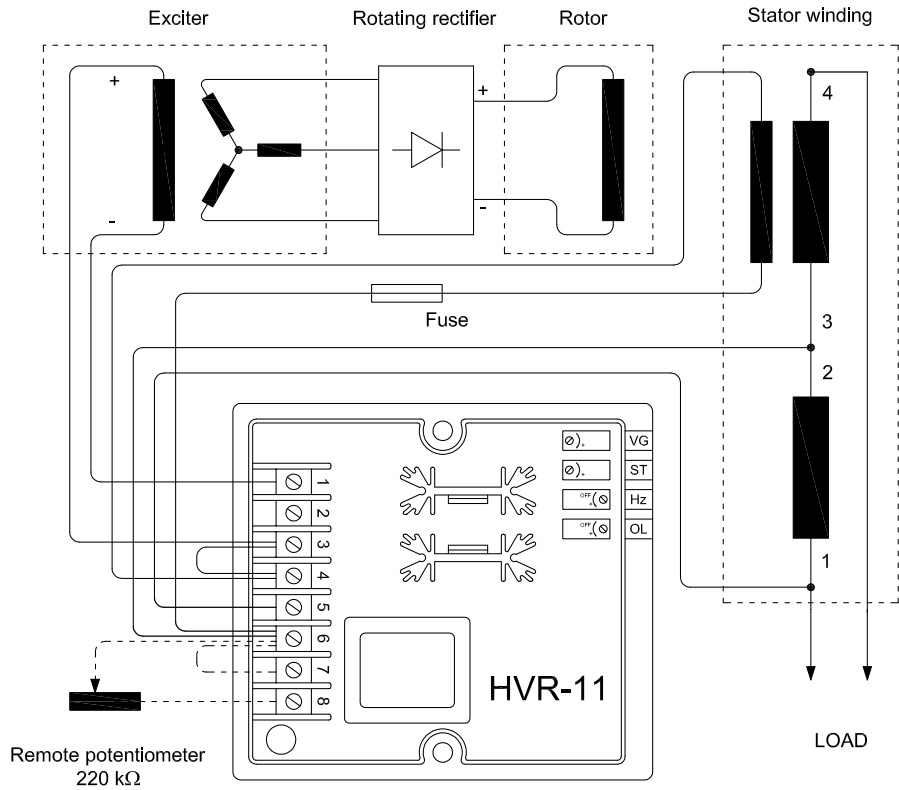 Exciter
Rotating rectifier
Rotor
Stator winding
+
-
+
-
4
3
2
1
Fuse
VG
ST
OFF
+
Hz
OFF
+
OL
+
+
1
2
3
4
5
6
7
8
HVR-11
Remote potentiometer
220 kΩ
LOAD